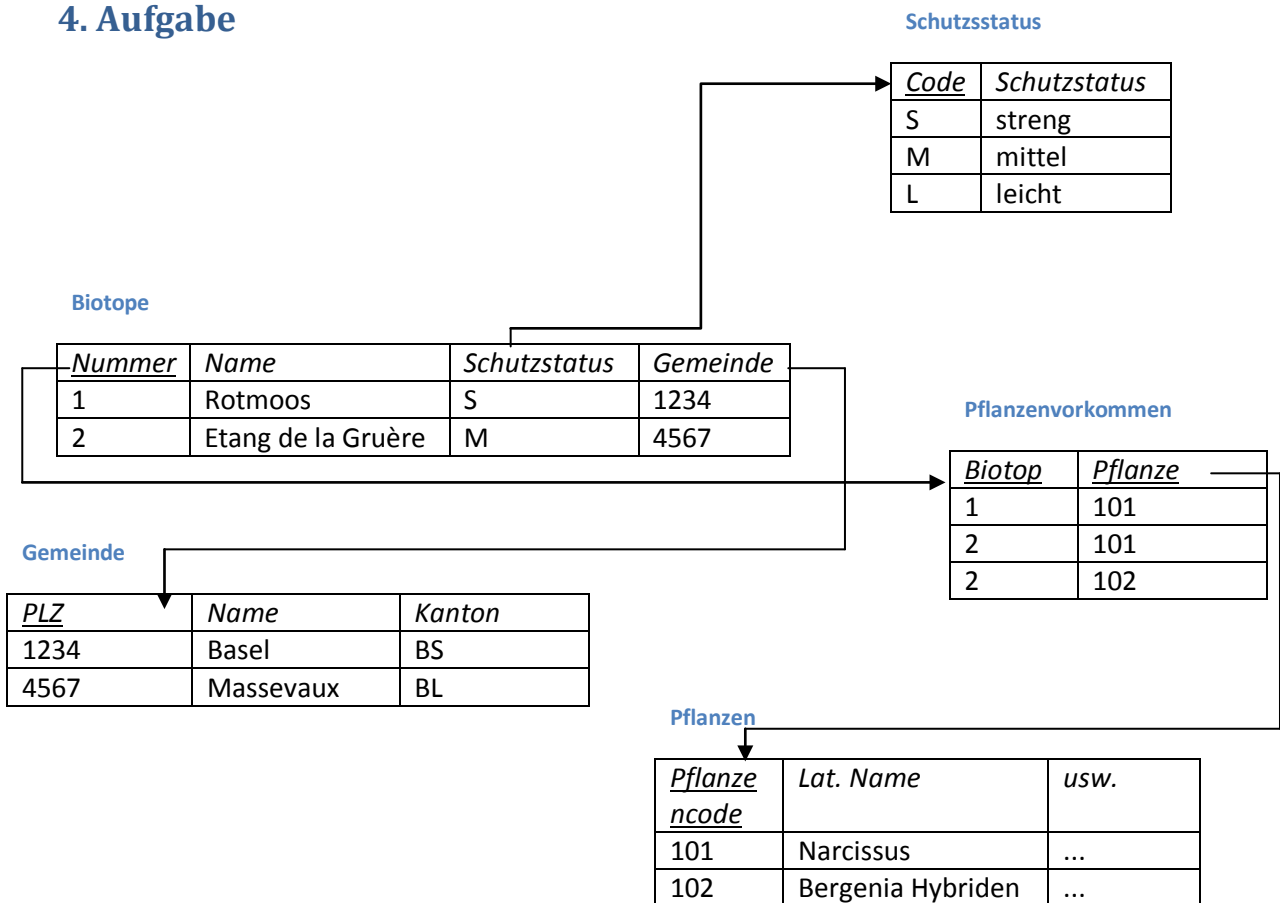 4. Aufgabe
Schutzsstatus
Code Schutzstatus
S streng
M mittel
L leicht
Biotope
Nummer Name Schutzstatus Gemeinde
1 Rotmoos S 1234
2 Etang de la Gruère M 4567
Pflanzenvorkommen
Biotop Pflanze
1 101
2 101
2 102
Gemeinde
PLZ Name Kanton
1234 Basel BS
4567 Massevaux BL
Pflanzen
Pflanze Lat. Name usw.
ncode
101 Narcissus ...
102 Bergenia Hybriden ...